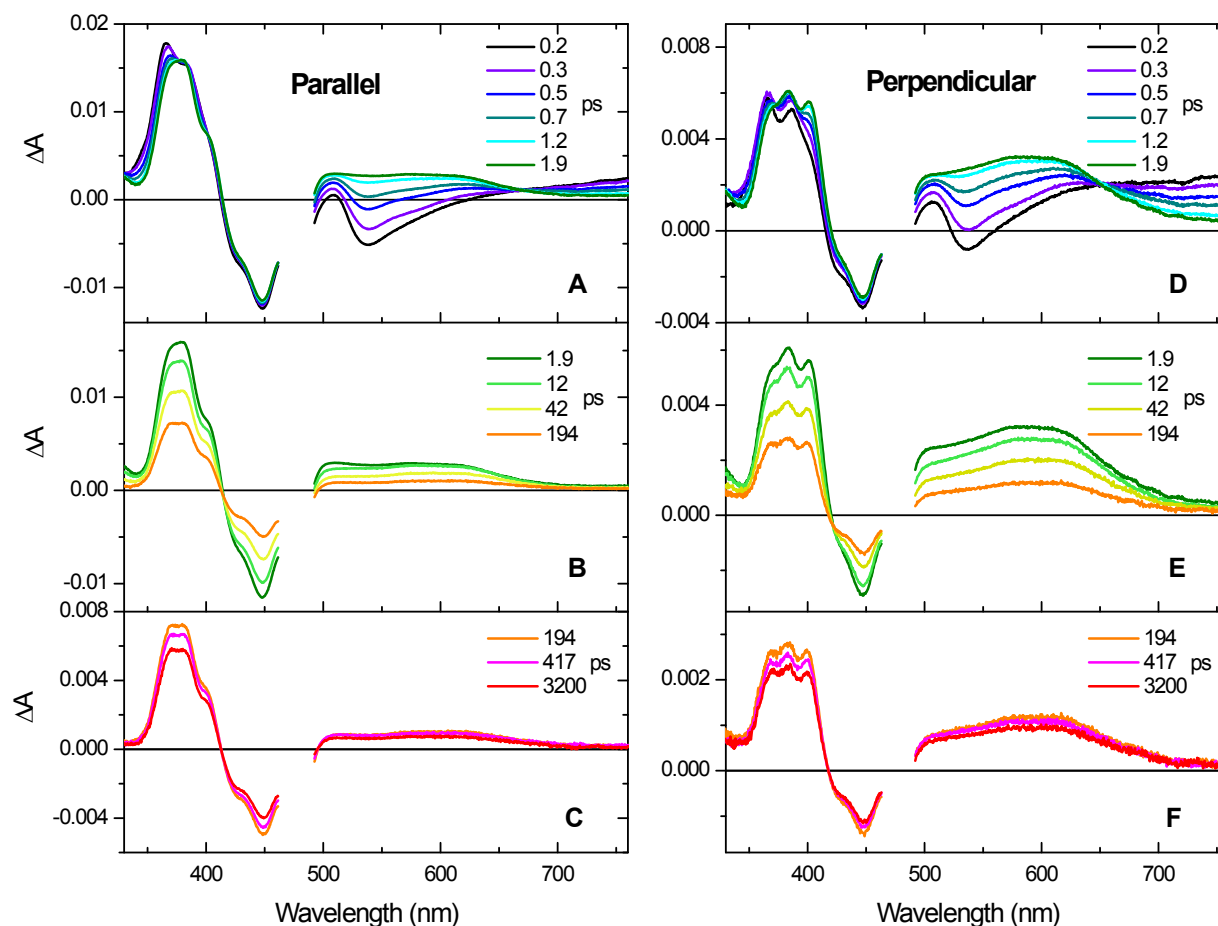 0.02
0.01
0.00
-0.01
ΔA
Parallel
0.2
0.3
0.5
0.7
1.2
1.9
ps
A
0.008
0.004
0.000
-0.004
ΔA
Perpendicular
0.2
0.3
0.5
0.7
1.2
1.9
ps
D
0.01
0.00
-0.01
ΔA
1.9
12
42
194
ps
B
0.004
0.000
1.9
12
42
194
ps
E
0.008
0.004
0.000
-0.004
ΔA
194
417
3200
ps
C
0.002
0.000
194
417
3200
ps
F
400 500 600 700
Wavelength (nm)
400 500 600 700
Wavelength (nm)